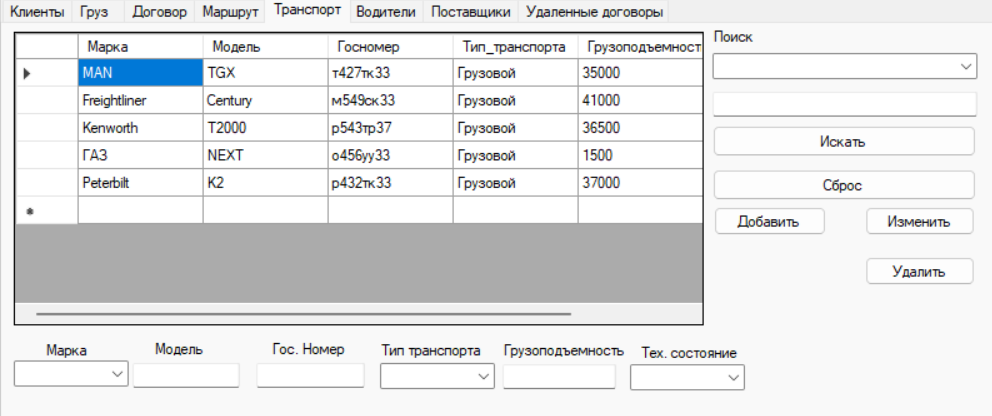 Клиенты Груз Договор Маршрут Транспорт Водители Поставщики Удаленные договоры
Марка Модель Госномер Тип_транспорта Грузоподъемност
MAN TGX т427тк33 Грузовой 35000
Freightliner Century м549ск33 Грузовой 41000
Kenworth T2000 р543тр37 Грузовой 36500
ГАЗ NEXT о456уу33 Грузовой 1500
Peterbilt K2 р432тк33 Грузовой 37000
Поиск
Искать
Сброс
Добавить Изменить
Удалить
Марка Модель Гос. Номер Тип транспорта Грузоподъемность Тех. состояние